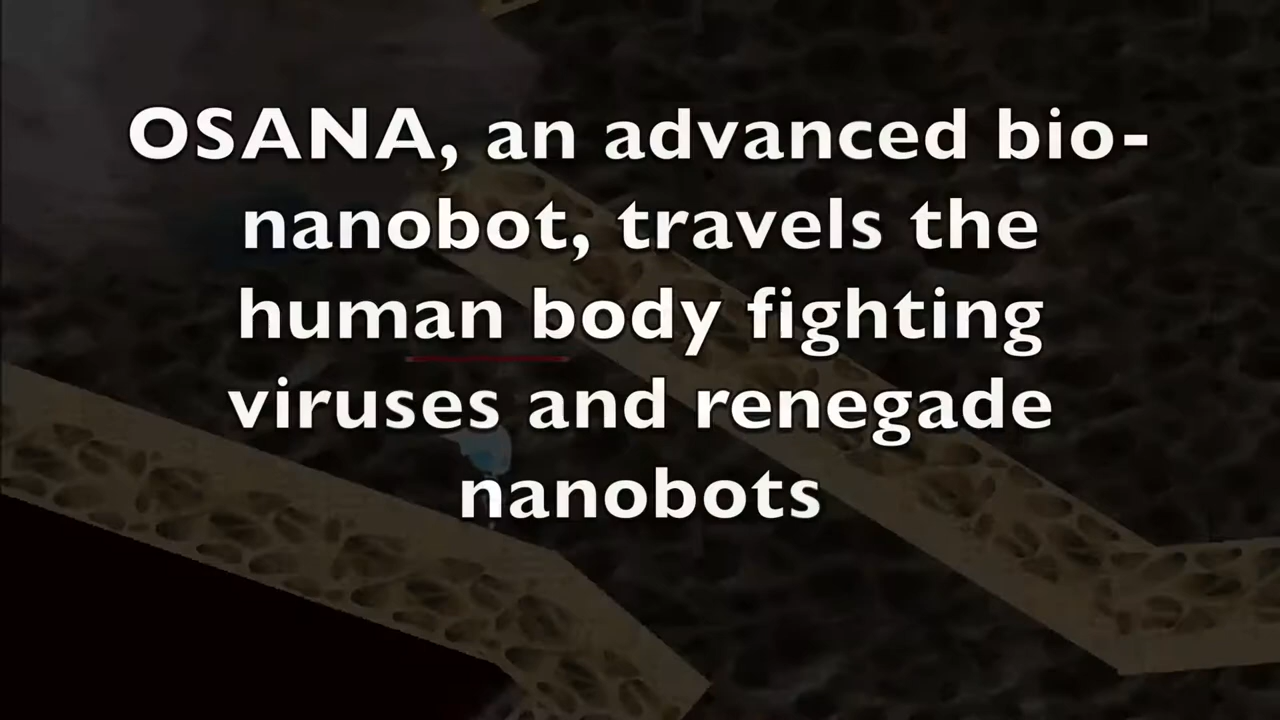 OSANA, an advanced bio-
nanobot, travels the
human body fighting
viruses and renegade
nanobots